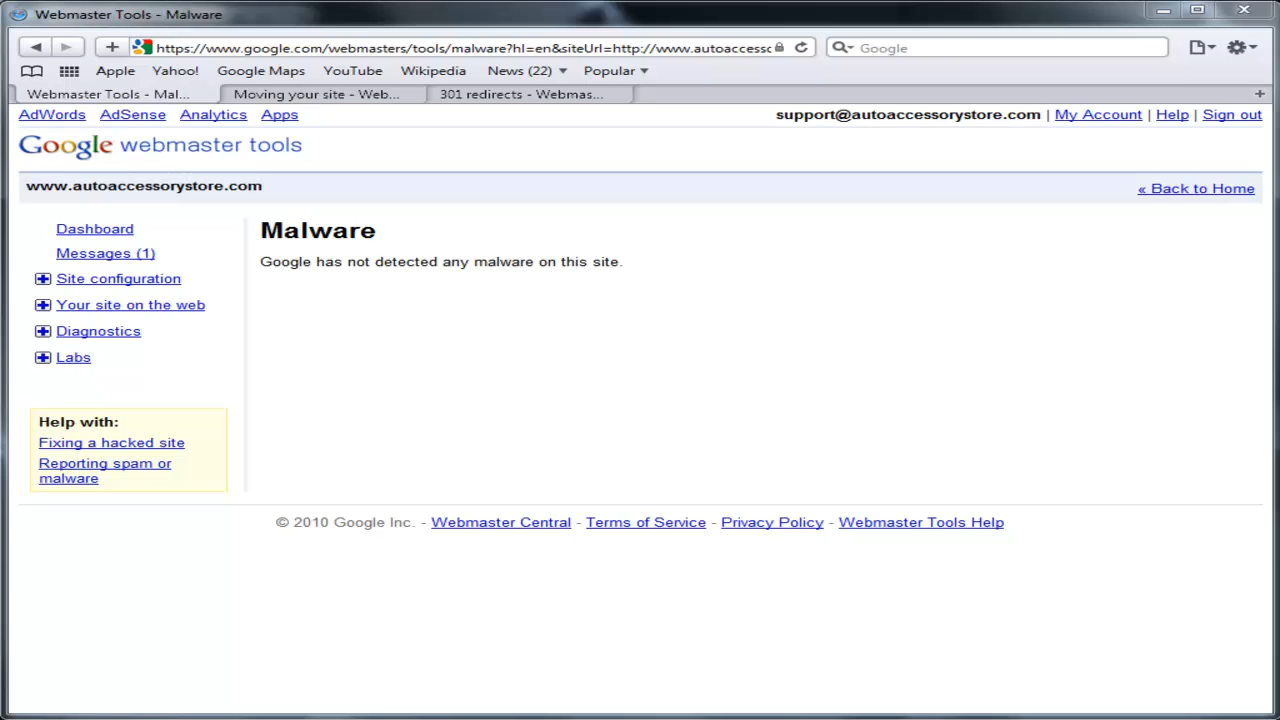 Webmaster Tools - Malware
https://www.google.com/webmasters/tools/malware?hl=en&siteUrl=http://www.autoaccessc
Google
Apple Yahoo! Google Maps YouTube Wikipedia News (22) Popular
Webmaster Tools - Mal... Moving your site - Web... 301 redirects - Webmas...
AdWords AdSense Analytics Apps support@autoaccessorystore.com | My Account | Help | Sign out
Google webmaster tools
www.autoaccessorystore.com « Back to Home
Dashboard
Messages (1)
Site configuration
Your site on the web
Diagnostics
Labs
Malware
Google has not detected any malware on this site.
Help with:
Fixing a hacked site
Reporting spam or
malware
© 2010 Google Inc. - Webmaster Central - Terms of Service - Privacy Policy - Webmaster Tools Help